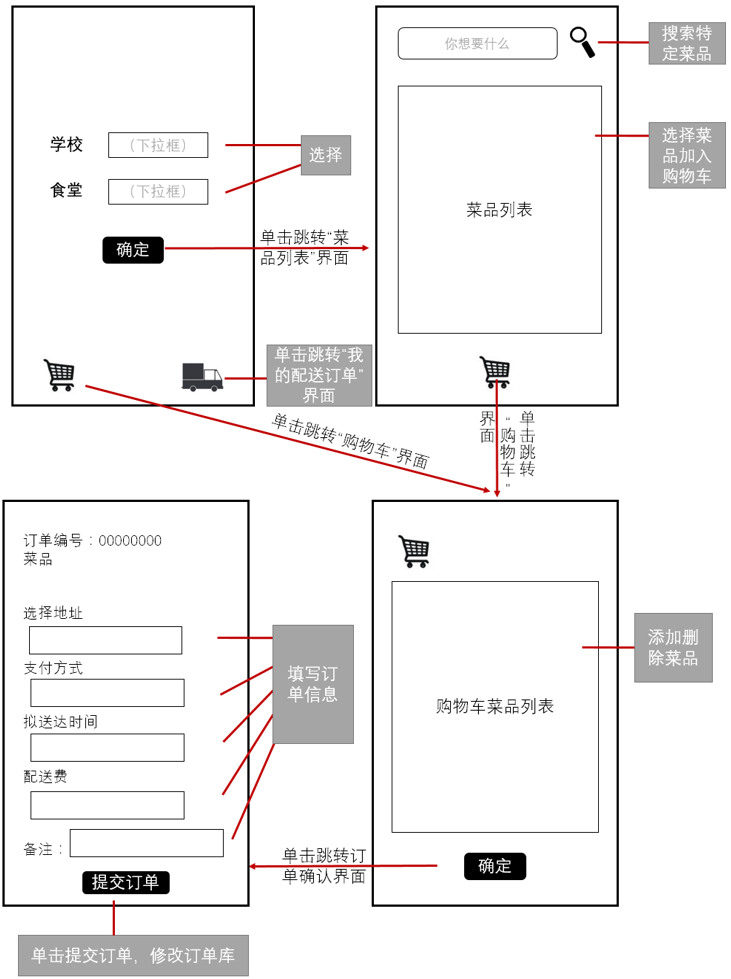 学校
（下拉框）
食堂
（下拉框）
选择
确定
单击跳转“菜
品列表”界面
单击跳转“我
的配送订单”
界面
你想要什么
搜索特
定菜品
选择菜
品加入
购物车
菜品列表
单击跳转“购物车”界面
单击跳转
“购物车”
界面
订单编号：00000000
菜品
选择地址
支付方式
拟送达时间
配送费
备注：
填写订
单信息
提交订单
单击提交订单，修改订单库
添加删
除菜品
购物车菜品列表
确定
单击跳转订
单确认界面